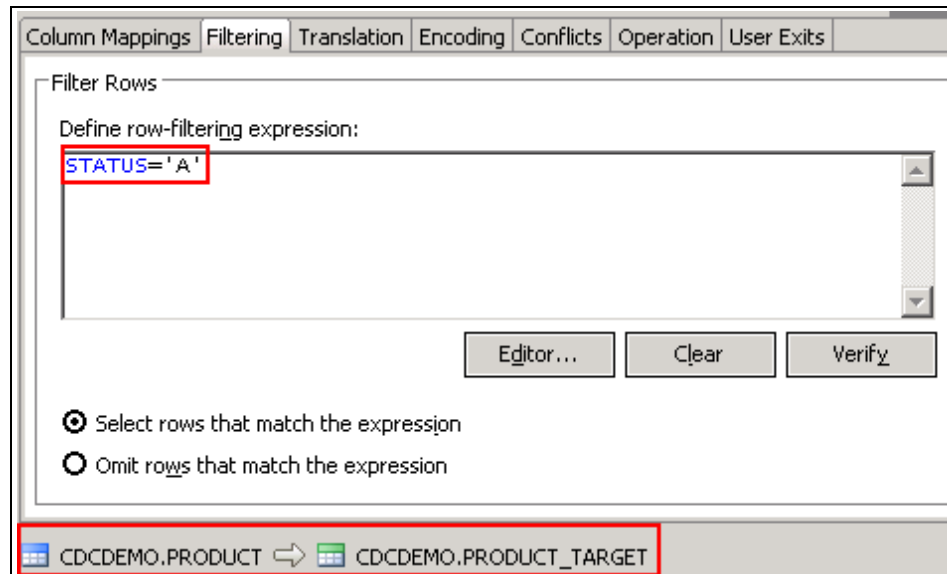 Column Mappings Filtering Translation Encoding Conflicts Operation User Exits
Filter Rows
Define row-filtering expression:
STATUS='A'
Editor... Clear Verify
Select rows that match the expression
Omit rows that match the expression
CDCDEMO.PRODUCT CDCDEMO.PRODUCT_TARGET